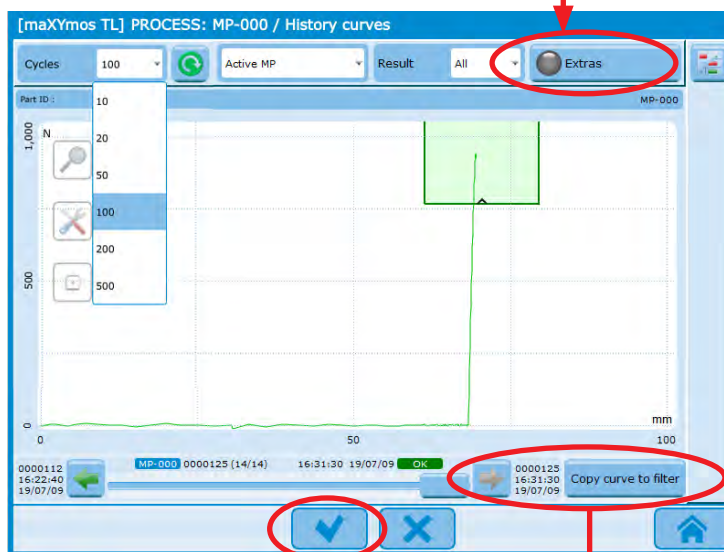 [maXYmos TL] PROCESS: MP-000 / History curves
Cycles 100 Active MP Result All Extras
Part ID : MP-000
10
20
50
100
200
500
1,000 N
500
0
mm
0 50 100
0000112
16:22:40
19/07/09
MP-000 0000125 (14/14) 16:31:30 19/07/09 OK
0000125
16:31:30
19/07/09
Copy curve to filter